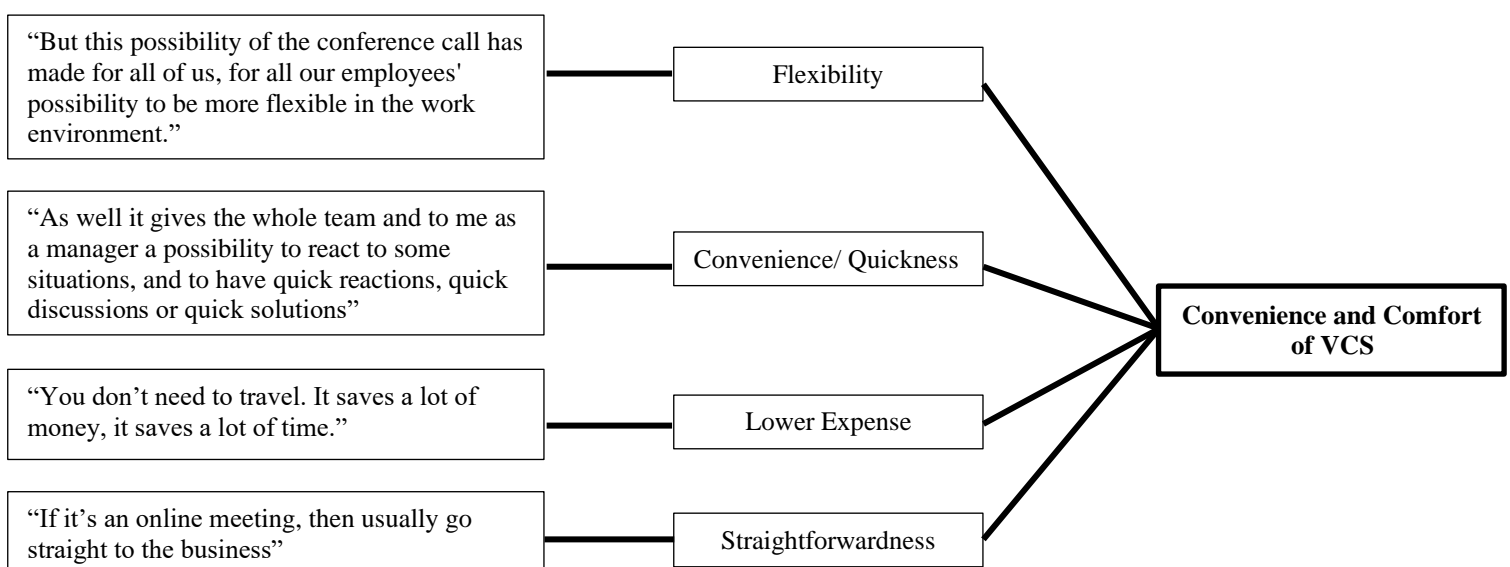 “But this possibility of the conference call has
made for all of us, for all our employees'
possibility to be more flexible in the work
environment.”
Flexibility
“As well it gives the whole team and to me as
a manager a possibility to react to some
situations, and to have quick reactions, quick
discussions or quick solutions”
Convenience/ Quickness
“You don’t need to travel. It saves a lot of
money, it saves a lot of time.”
Lower Expense
“If it’s an online meeting, then usually go
straight to the business”
Straightforwardness
Convenience and Comfort
of VCS